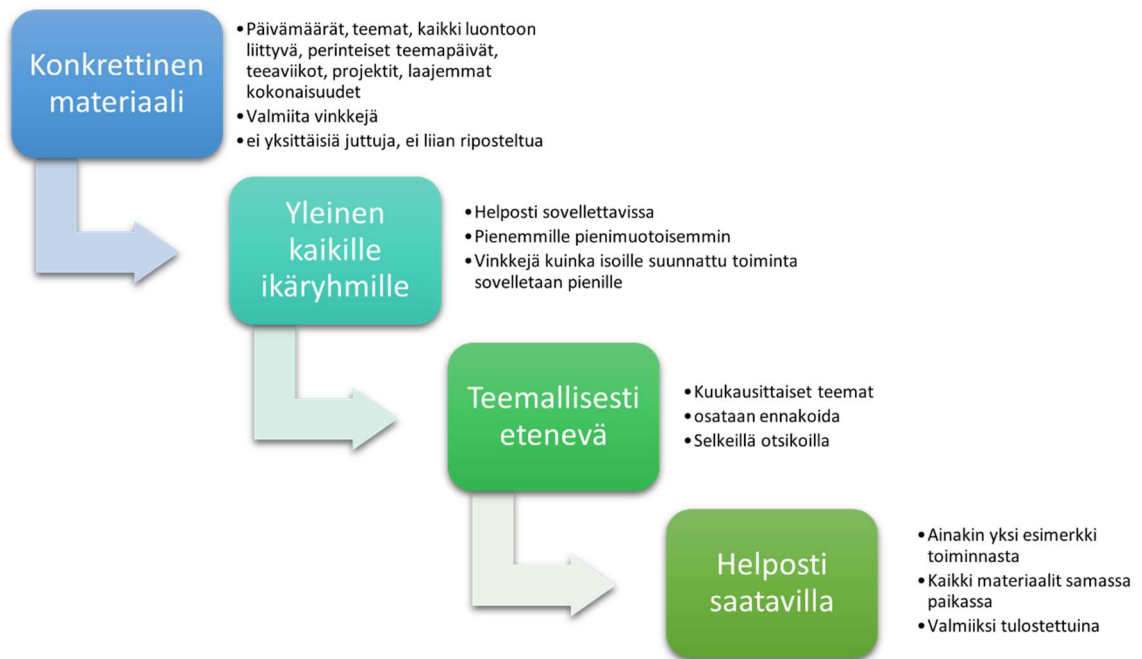 Konkrettinen
materiaali
•Päivämäärät, teemat, kaikki luontoon
liittyvä, perinteiset teemapäivät,
teeaviikot, projektit, laajemmat
kokonaisuudet
•Valmiita vinkkejä
•ei yksittäisiä juttuja, ei liian riposteltua
Yleinen
kaikille
ikäryhmille
•Helposti sovellettavissa
•Pienemmille pienimuotoisemmin
•Vinkkejä kuinka isoille suunnattu toiminta
sovelletaan pienille
Teemallisesti
etenevä
•Kuukausittaiset teemat
•osataan ennakoida
•Selkeillä otsikoilla
Helposti
saatavilla
•Ainakin yksi esimerkki
toiminnasta
•Kaikki materiaalit samassa
paikassa
•Valmiiksi tulostettuina